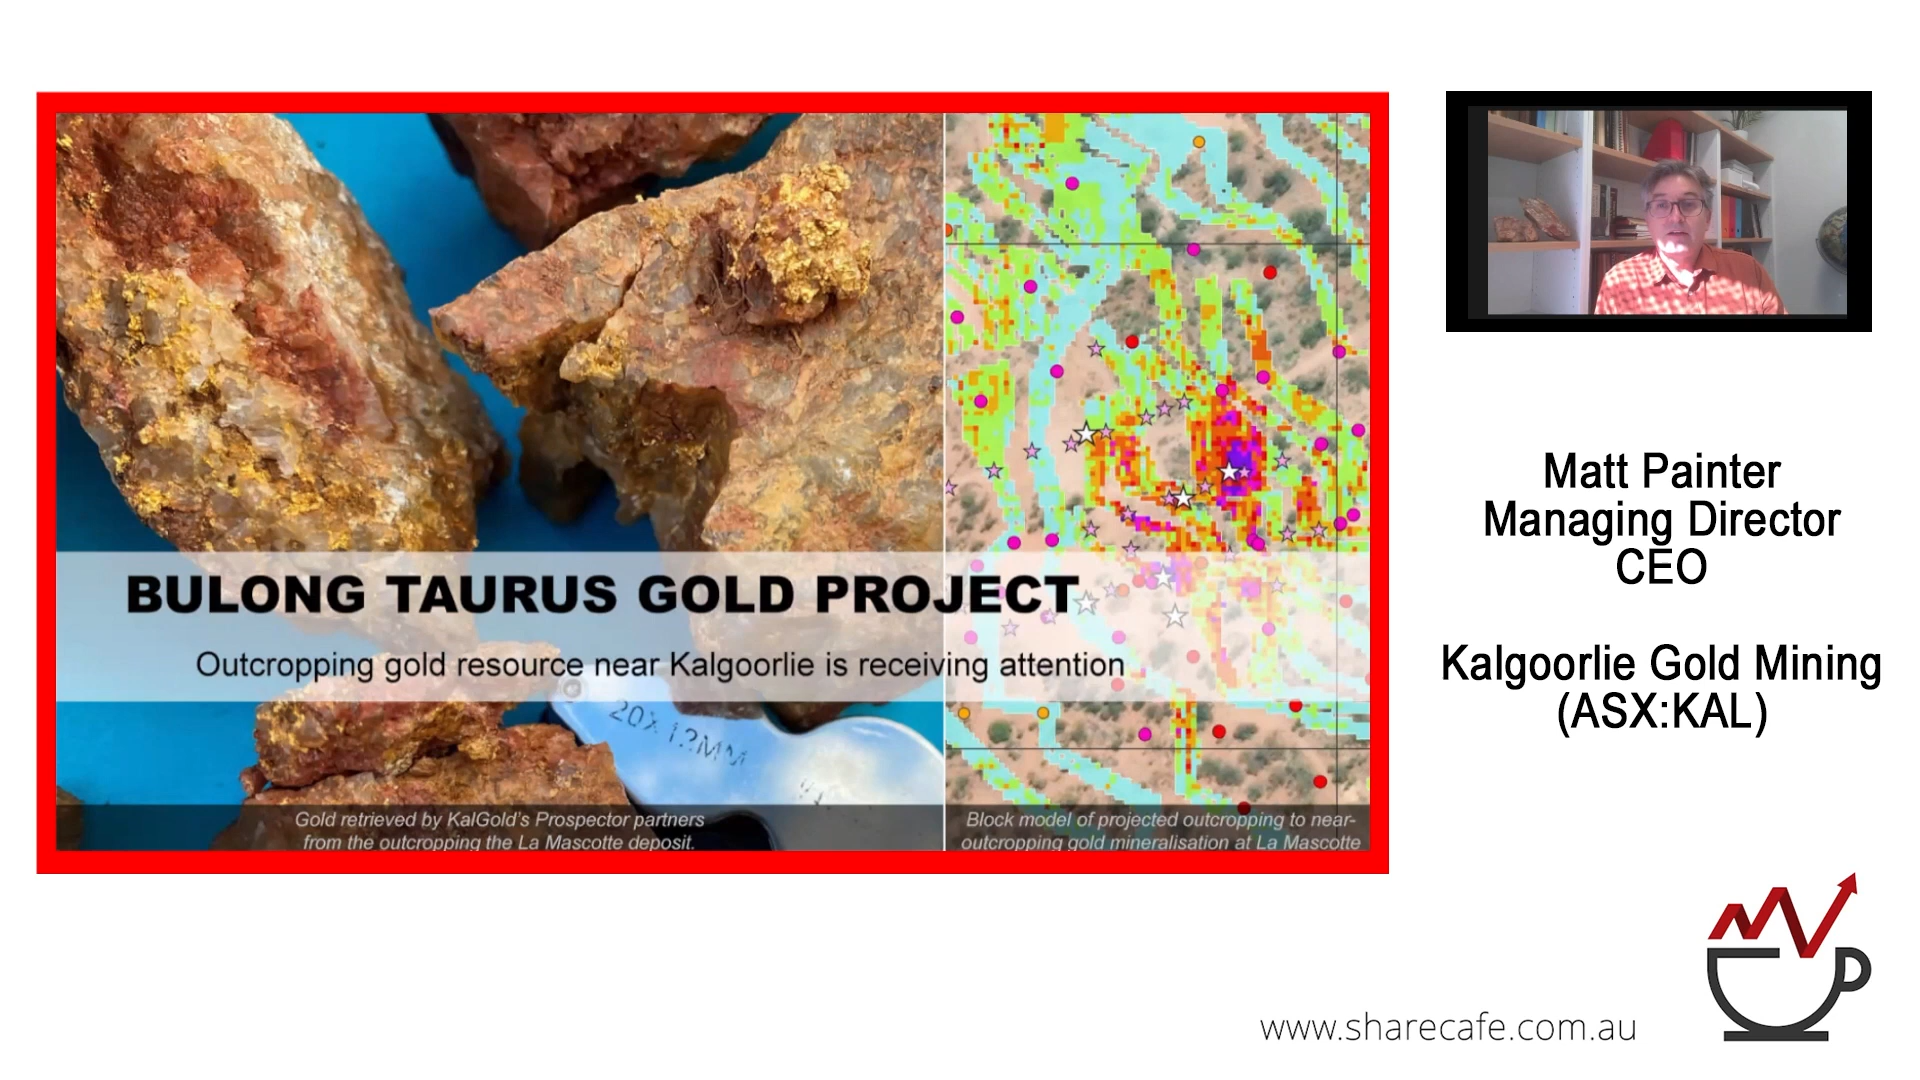 BULONG TAURUS GOLD PROJECT
Outcropping gold resource near Kalgoorlie is receiving attention
20X12MM
Gold retrieved by KalGold's Prospector partners
from the outcropping the La Mascotte deposit.
Block model of projected outcropping to near-
outcropping gold mineralisation at La Mascotte
Matt Painter
Managing Director
CEO
Kalgoorlie Gold Mining
(ASX:KAL)
www.sharecafe.com.au